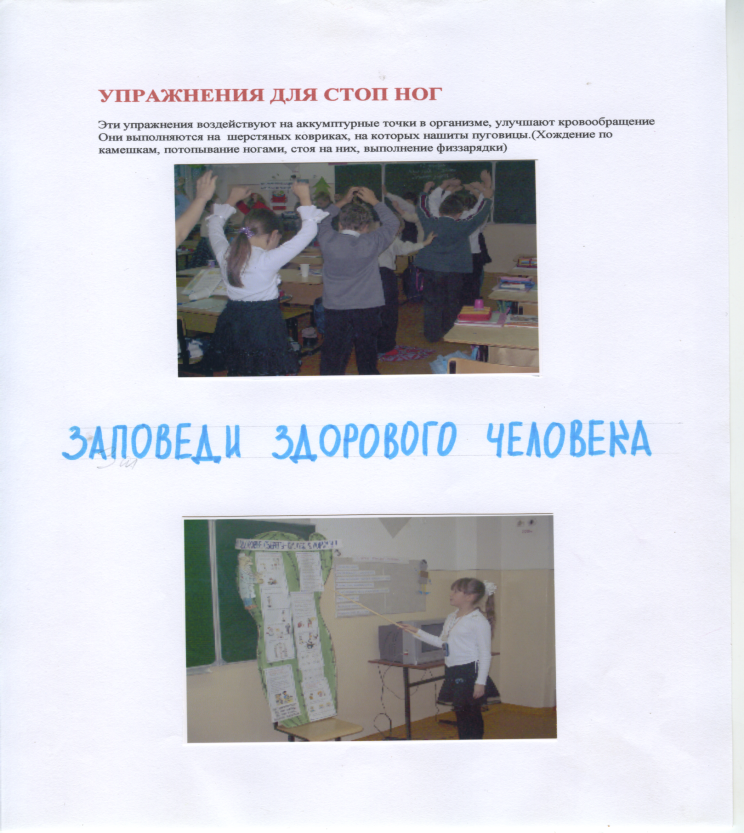 УПРАЖНЕНИЯ ДЛЯ СТОП НОГ
Эти упражнения воздействуют на аккумптурные точки в организме, улучшают кровообращение
Они выполняются на шерстяных ковриках, на которых нашиты пуговицы.(Хождение по
камешкам, потопывание ногами, стоя на них, выполнение физзарядки)
ЗАПОВЕДИ ЗДОРОВОГО ЧЕЛОВЕКА